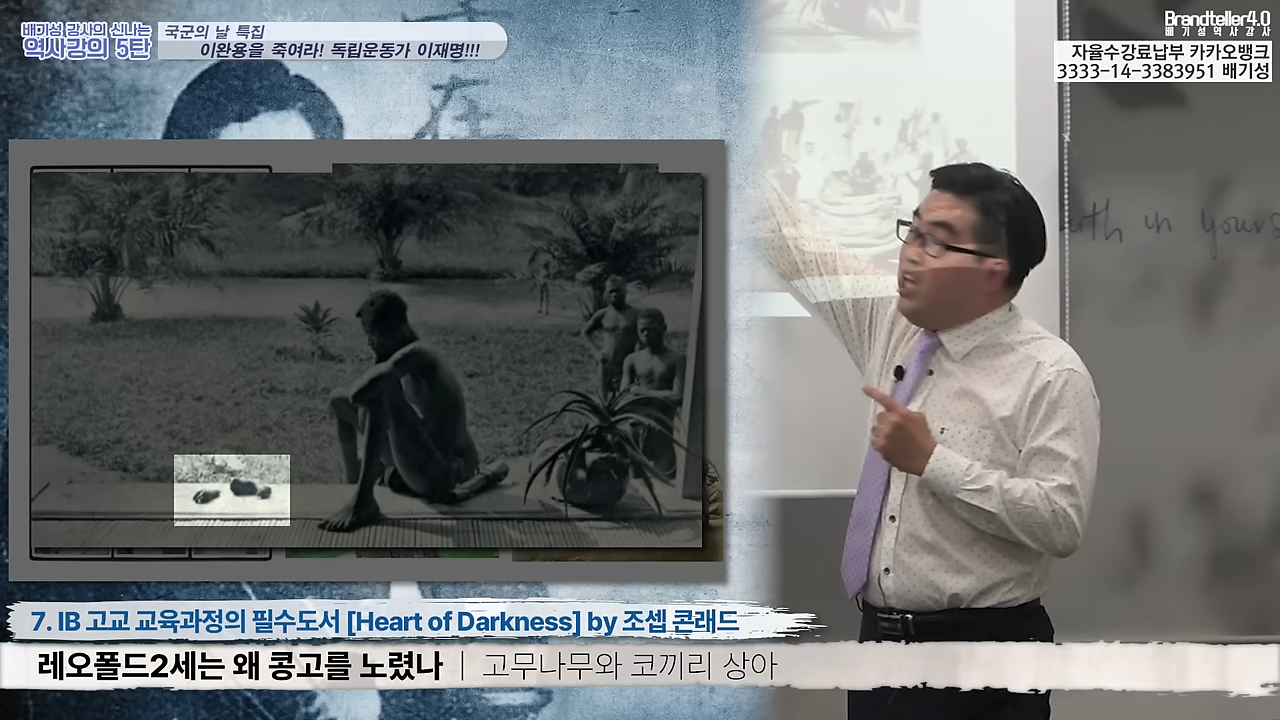 배기성 강사의 신나는
역사강의 5탄
국군의 날 특집
이완용을 죽여라! 독립운동가 이재명!!!
Brandteller4.0
배기성역사강사
자율수강료납부 카카오뱅크
3333-14-3383951 배기성
in yours
7. IB 고교 교육과정의 필수도서 [Heart of Darkness] by 조셉 콘래드
레오폴드2세는 왜 콩고를 노렸나 | 고무나무와 코끼리 상아